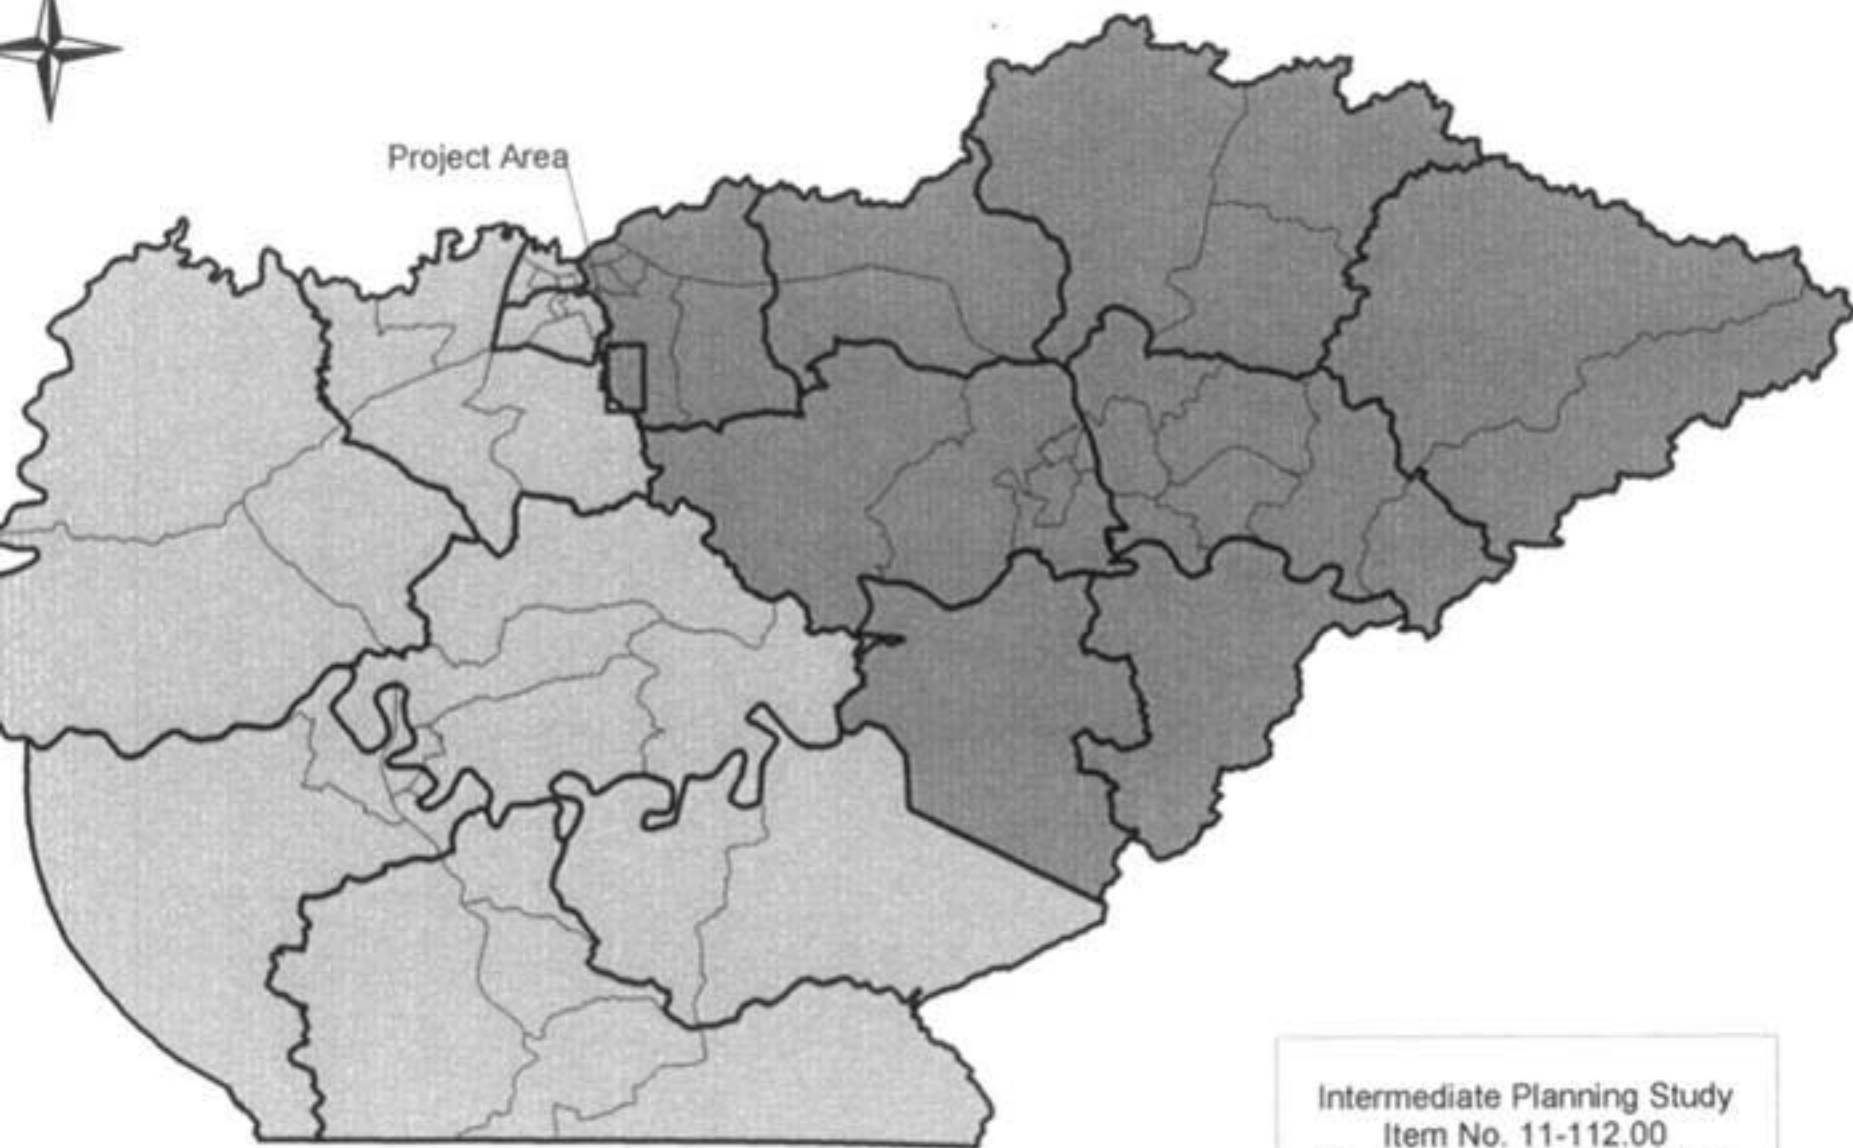 Project Area
Intermediate Planning Study
Item No. 11-112.00